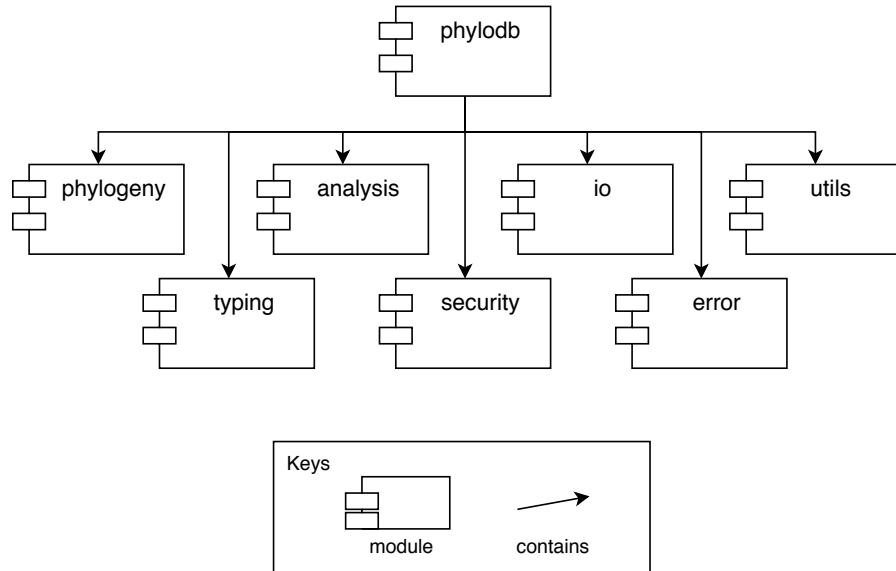 phylodb
phylogeny
analysis
io
utils
typing
security
error
Keys
module
contains